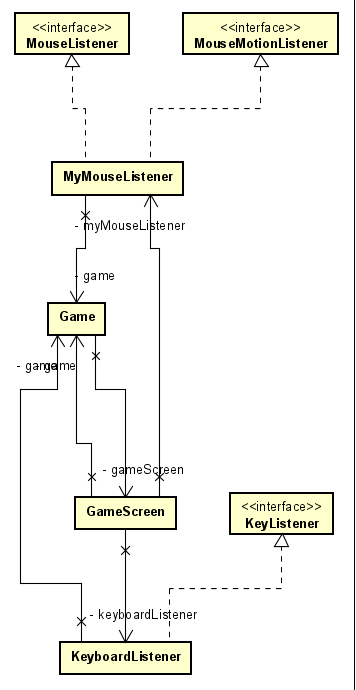 <<interface>>
MouseListener
<<interface>>
MouseMotionListener
MyMouseListener
- myMouseListener
- game
Game
- game
- game
- gameScreen
GameScreen
<<interface>>
KeyListener
- keyboardListener
KeyboardListener